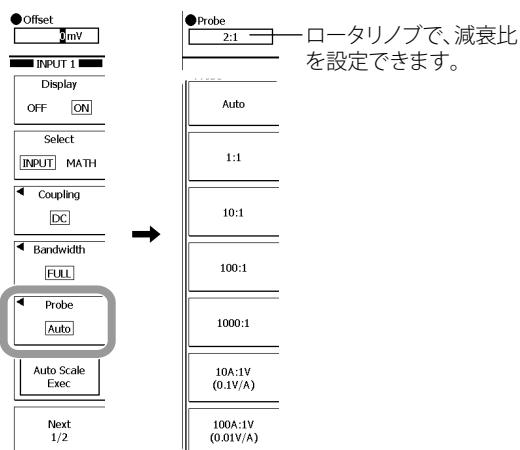 ●Offset
0mV
INPUT 1
Display
OFF ON
Select
INPUT MATH
Coupling
DC
Bandwidth
FULL
Probe
Auto
Auto Scale
Exec
Next
1/2
●Probe
2:1
Auto
1:1
10:1
100:1
1000:1
10A:1V
(0.1V/A)
100A:1V
(0.01V/A)
ロータリノブで、減衰比
を設定できます。